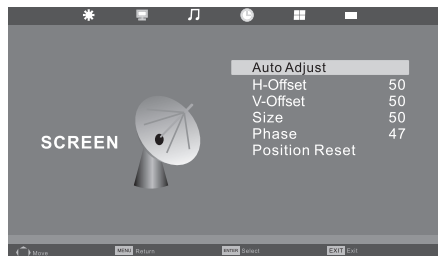 Auto Adjust
H-Offset 50
V-Offset 50
Size 50
Phase 47
Position Reset
SCREEN
Move MENU Return ENTER Select EXIT Exit